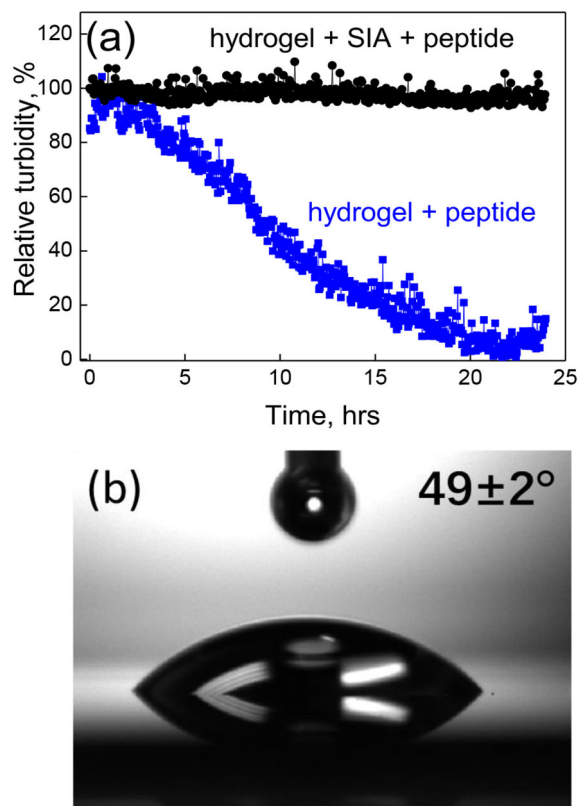 (a)
hydrogel + SIA + peptide
120
100
80
60
40
20
0
Relative turbidity, %
hydrogel + peptide
0 5 10 15 20 25
Time, hrs
(b)
49±2°